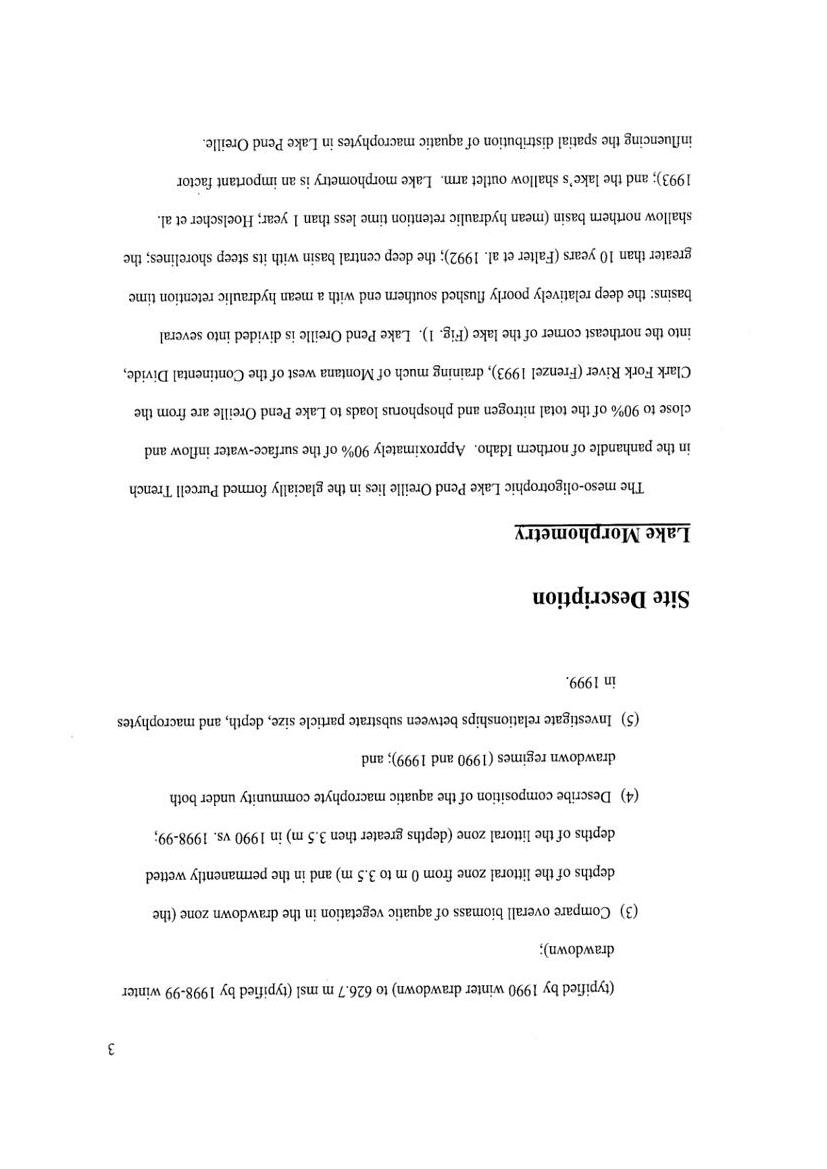 3
(typified by 1990 winter drawdown) to 626.7 m msl (typified by 1998-99 winter
drawdown);
(3) Compare overall biomass of aquatic vegetation in the drawdown zone (the
depths of the littoral zone from 0 m to 3.5 m) and in the permanently wetted
depths of the littoral zone (depths greater then 3.5 m) in 1990 vs. 1998-99;
(4) Describe composition of the aquatic macrophyte community under both
drawdown regimes (1990 and 1999); and
(5) Investigate relationships between substrate particle size, depth, and macrophytes
in 1999.
Site Description
Lake Morphometry
The meso-oligotrophic Lake Pend Oreille lies in the glacially formed Purcell Trench
in the panhandle of northern Idaho. Approximately 90% of the surface-water inflow and
close to 90% of the total nitrogen and phosphorus loads to Lake Pend Oreille are from the
Clark Fork River (Frenzel 1993), draining much of Montana west of the Continental Divide,
into the northeast corner of the lake (Fig. 1). Lake Pend Oreille is divided into several
basins: the deep relatively poorly flushed southern end with a mean hydraulic retention time
greater than 10 years (Falter et al. 1992); the deep central basin with its steep shorelines; the
shallow northern basin (mean hydraulic retention time less than 1 year; Hoelscher et al.
1993); and the lake's shallow outlet arm. Lake morphometry is an important factor
influencing the spatial distribution of aquatic macrophytes in Lake Pend Oreille.